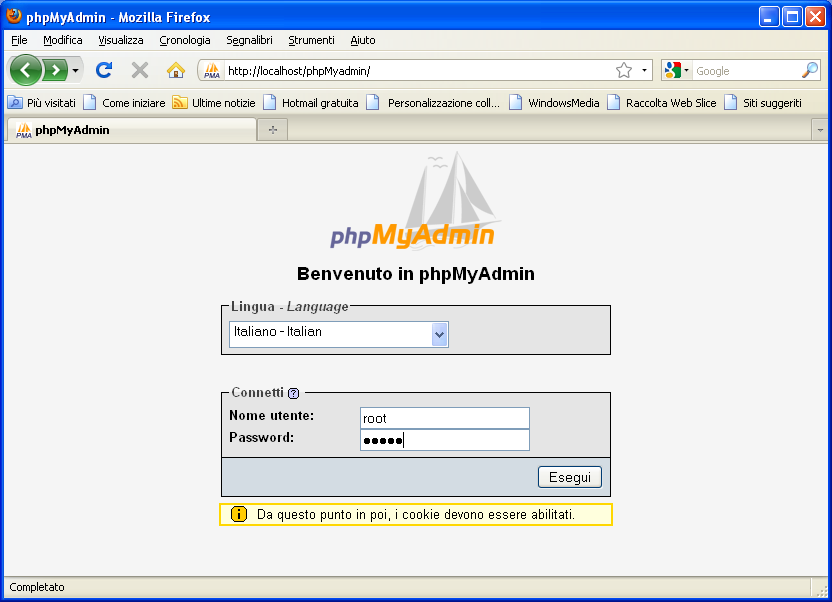 phpMyAdmin - Mozilla Firefox
File Modifica Visualizza Cronologia Segnalibri Strumenti Aiuto
PMA http://localhost/phpMyadmin/ Google
Più visitati Come iniziare Ultime notizie Hotmail gratuita Personalizzazione coll... WindowsMedia Raccolta Web Slice Siti suggeriti
PMA phpMyAdmin
phpMyAdmin
Benvenuto in phpMyAdmin
Lingua - Language
Italiano - Italian
Connetti ?
Nome utente: root
Password: ●●●●●
Esegui
Da questo punto in poi, i cookie devono essere abilitati.
Completato